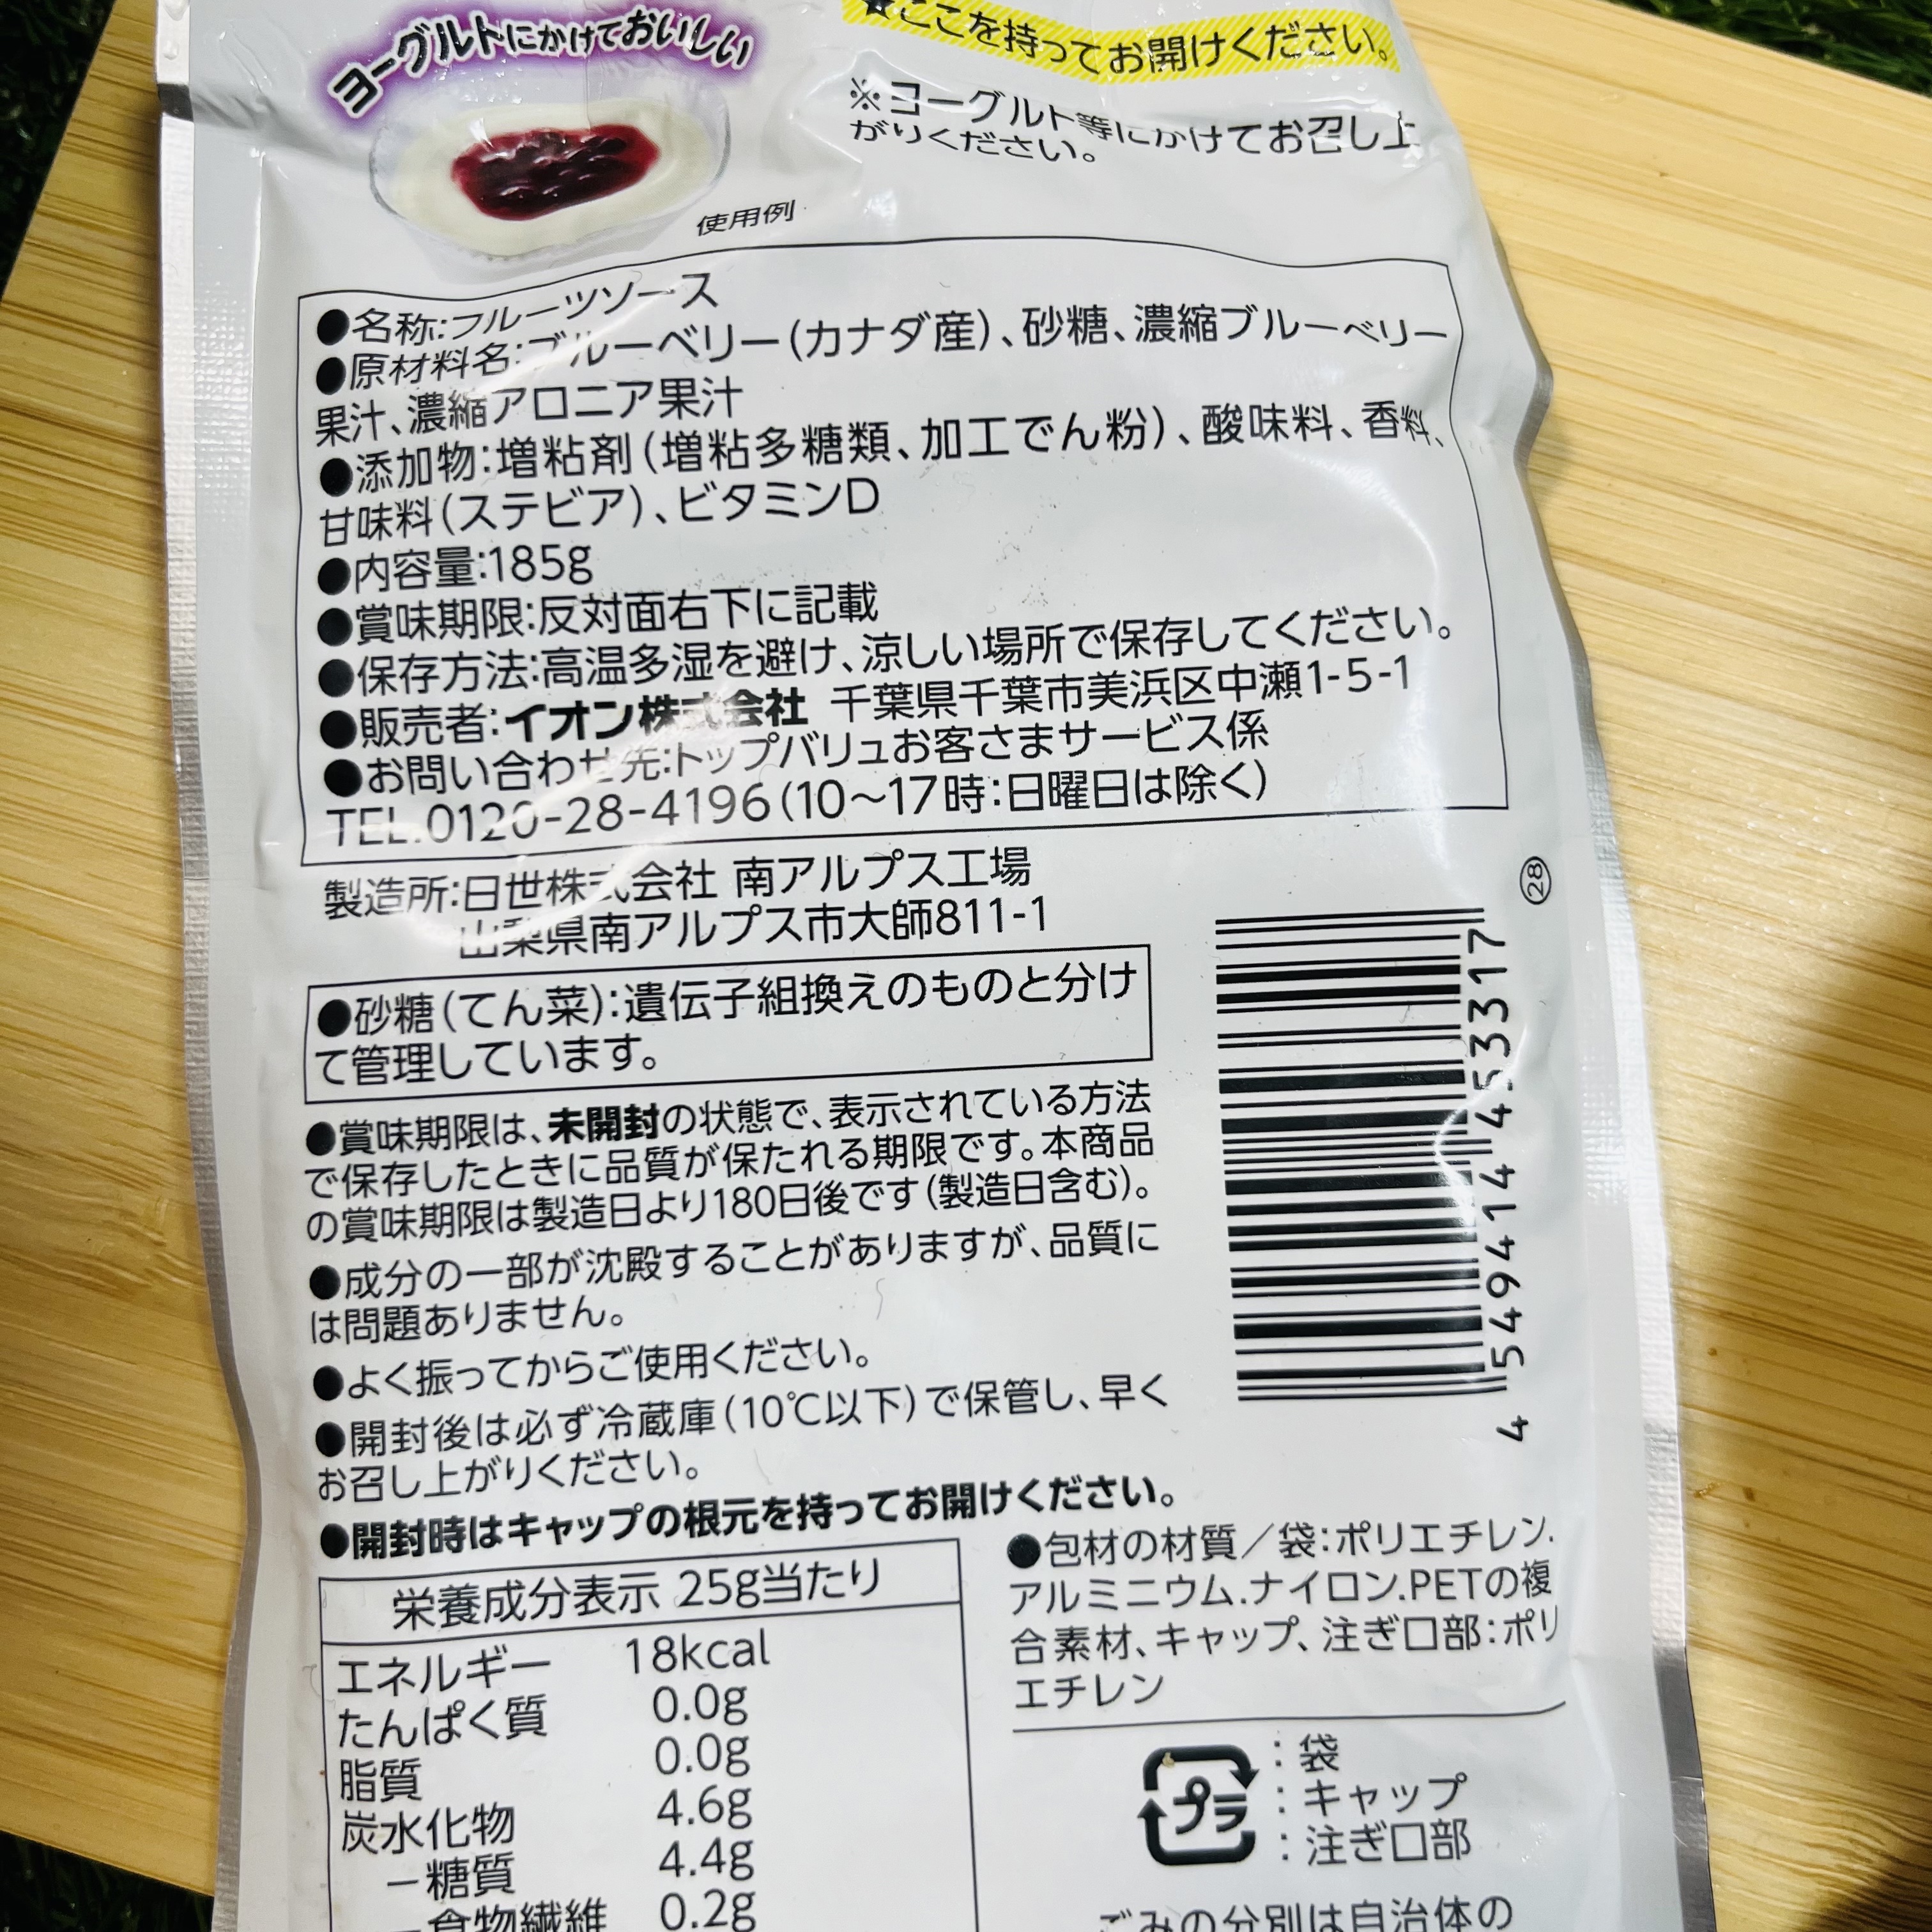 ヨーグルトにかけておいしい
★ここを持ってお開けください。
※ヨーグルト等にかけてお召し上
がりください。
使用例
●名称:フルーツソース
●原材料名:ブルーベリー(カナダ産)、砂糖、濃縮ブルーベリー
果汁、濃縮アロニア果汁
●添加物:増粘剤(増粘多糖類、加工でん粉)、酸味料、香料、
甘味料(ステビア)、ビタミンD
●内容量:185g
●賞味期限:反対面右下に記載
●保存方法:高温多湿を避け、涼しい場所で保存してください。
●販売者:イオン株式会社 千葉県千葉市美浜区中瀬1-5-1
●お問い合わせ先:トップバリュお客さまサービス係
TEL.0120-28-4196(10〜17時:日曜日は除く)
製造所:日世株式会社 南アルプス工場
山梨県南アルプス市大師811-1
28
●砂糖(てん菜):遺伝子組換えのものと分け
て管理しています。
●賞味期限は、未開封の状態で、表示されている方法
で保存したときに品質が保たれる期限です。本商品
の賞味期限は製造日より180日後です(製造日含む)。
●成分の一部が沈殿することがありますが、品質に
は問題ありません。
●よく振ってからご使用ください。
●開封後は必ず冷蔵庫(10℃以下)で保管し、早く
お召し上がりください。
●開封時はキャップの根元を持ってお開けください。
4 549414 453317
栄養成分表示 25g当たり
エネルギー 18kcal
たんぱく質 0.0g
脂質 0.0g
炭水化物 4.6g
－糖質 4.4g
－食物繊維 0.2g
●包材の材質／袋:ポリエチレン.
アルミニウム.ナイロン.PETの複
合素材、キャップ、注ぎ口部:ポリ
エチレン
プラ
:袋
:キャップ
:注ぎ口部
ごみの分別は自治体の